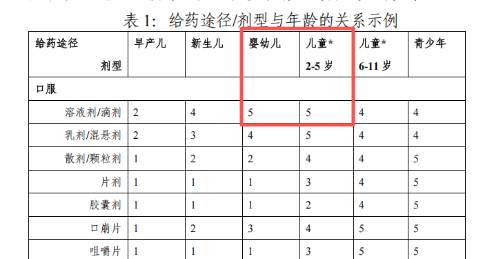 表 1：给药途径/剂型与年龄的关系示例
给药途径 早产儿 新生儿 婴幼儿 儿童* 儿童* 青少年
剂型 2-5 岁 6-11 岁
口服
溶液剂/滴剂 2 4 5 5 4 4
乳剂/混悬剂 2 3 4 5 4 4
散剂/颗粒剂 1 2 2 4 4 5
片剂 1 1 1 3 4 5
胶囊剂 1 1 1 2 4 5
口崩片 1 2 3 4 5 5
咀嚼片 1 1 1 3 5 5